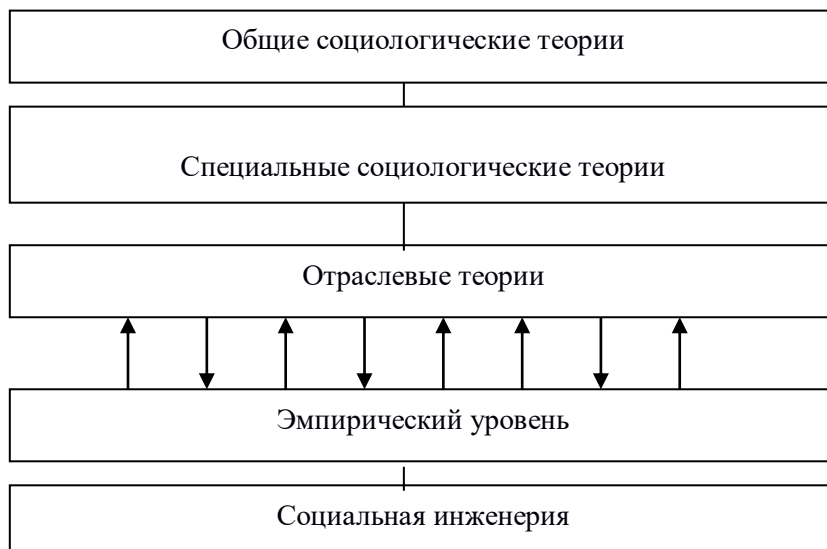 Общие социологические теории
Специальные социологические теории
Отраслевые теории
Эмпирический уровень
Социальная инженерия